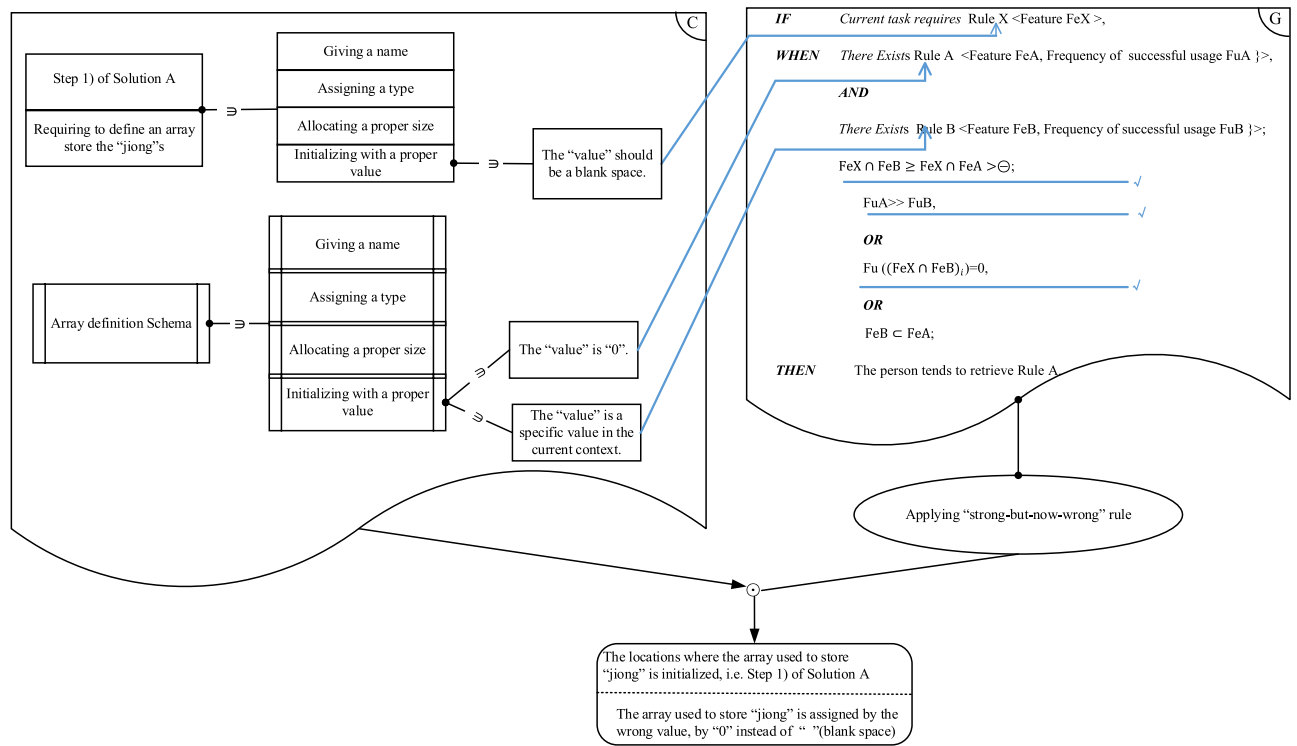 C
Step 1) of Solution A
Requiring to define an array
store the “jiong”s
∋
Giving a name
Assigning a type
Allocating a proper size
Initializing with a proper
value
∋
The “value” should
be a blank space.
Array definition Schema
∋
Giving a name
Assigning a type
Allocating a proper size
Initializing with a proper
value
∋
The “value” is “0”.
∋
The “value” is a
specific value in the
current context.
G
IF Current task requires Rule X <Feature FeX >,
WHEN There Exists Rule A <Feature FeA, Frequency of successful usage FuA }>,
AND
There Exists Rule B <Feature FeB, Frequency of successful usage FuB }>;
FeX ∩ FeB ≥ FeX ∩ FeA >⊖;
√
FuA>> FuB,
√
OR
Fu ((FeX ∩ FeB)ᵢ)=0,
√
OR
FeB ⊂ FeA;
THEN The person tends to retrieve Rule A.
Applying “strong-but-now-wrong” rule
⊙
The locations where the array used to store
“jiong” is initialized, i.e. Step 1) of Solution A
The array used to store “jiong” is assigned by the
wrong value, by “0” instead of “ ”(blank space)